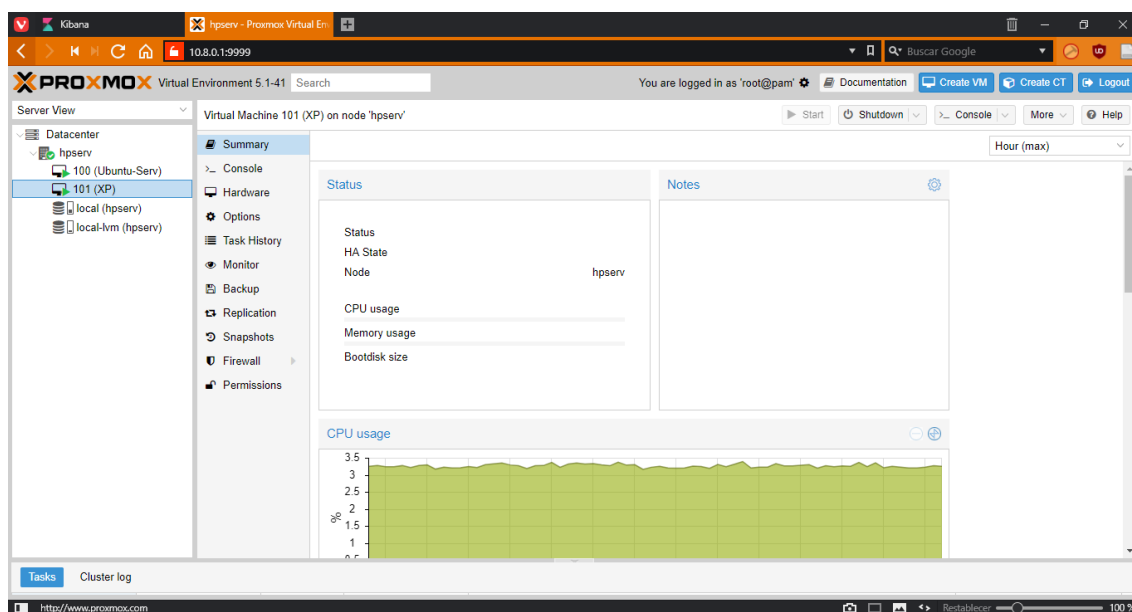 Kibana
hpserv - Proxmox Virtual En
10.8.0.1:9999
Buscar Google
PROXMOX Virtual Environment 5.1-41 Search
You are logged in as 'root@pam' Documentation Create VM Create CT Logout
Server View
Datacenter
hpserv
100 (Ubuntu-Serv)
101 (XP)
local (hpserv)
local-lvm (hpserv)
Virtual Machine 101 (XP) on node 'hpserv'
Start Shutdown >_ Console More Help
Summary
>_ Console
Hardware
Options
Task History
Monitor
Backup
Replication
Snapshots
Firewall
Permissions
Hour (max)
Status
Status
HA State
Node hpserv
CPU usage
Memory usage
Bootdisk size
Notes
CPU usage
3.5
3
2.5
2
1.5
1
%
Tasks Cluster log
http://www.proxmox.com
Restablecer 100 %